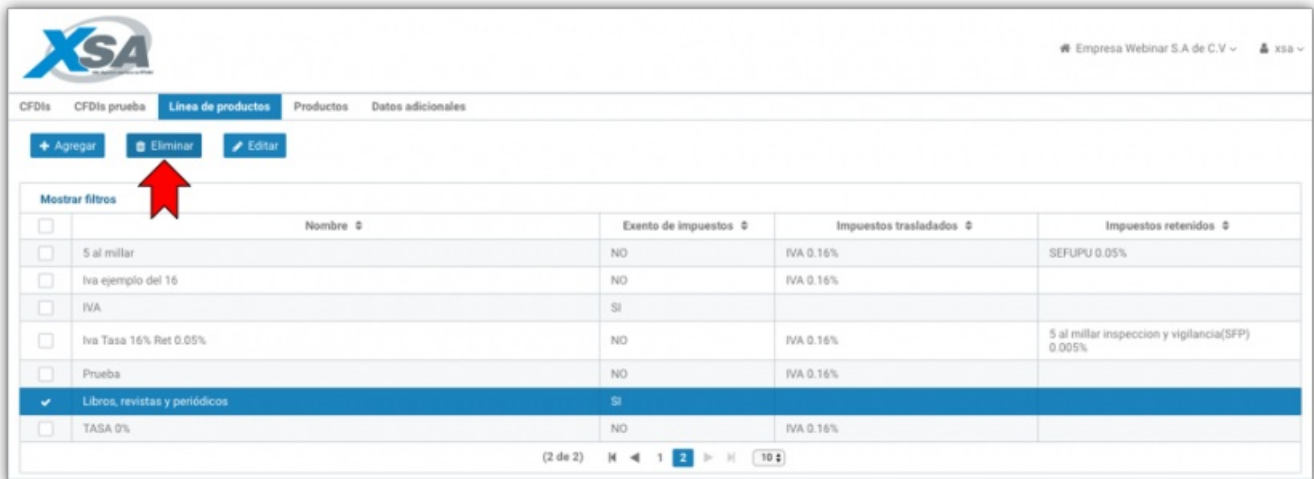 XSA
Empresa Webinar S.A de C.V xsa
CFDIs CFDIs prueba Línea de productos Productos Datos adicionales
Agregar Eliminar Editar
Mostrar filtros
Nombre Exento de impuestos Impuestos trasladados Impuestos retenidos
5 al millar NO IVA 0.16% SEFUPU 0.05%
Iva ejemplo del 16 NO IVA 0.16%
IVA SI
Iva Tasa 16% Ret 0.05% NO IVA 0.16% 5 al millar inspeccion y vigilancia(SFP)
0.005%
Prueba NO IVA 0.16%
Libros, revistas y periódicos SI
TASA 0% NO IVA 0.16%
(2 de 2) 1 2 10